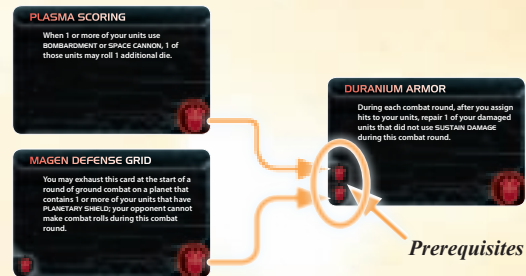 PLASMA SCORING
When 1 or more of your units use
BOMBARDMENT or SPACE CANNON, 1 of
those units may roll 1 additional die.
MAGEN DEFENSE GRID
You may exhaust this card at the start of a
round of ground combat on a planet that
contains 1 or more of your units that have
PLANETARY SHIELD; your opponent cannot
make combat rolls during this combat
round.
DURANIUM ARMOR
During each combat round, after you assign
hits to your units, repair 1 of your damaged
units that did not use SUSTAIN DAMAGE
during this combat round.
Prerequisites